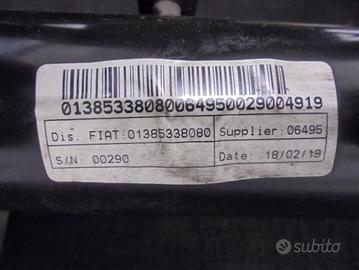 01385338080064950029004919
Dis. FIAT:01385338080 Supplier:06495
S/N: 00290 Date: 18/02/19
subito